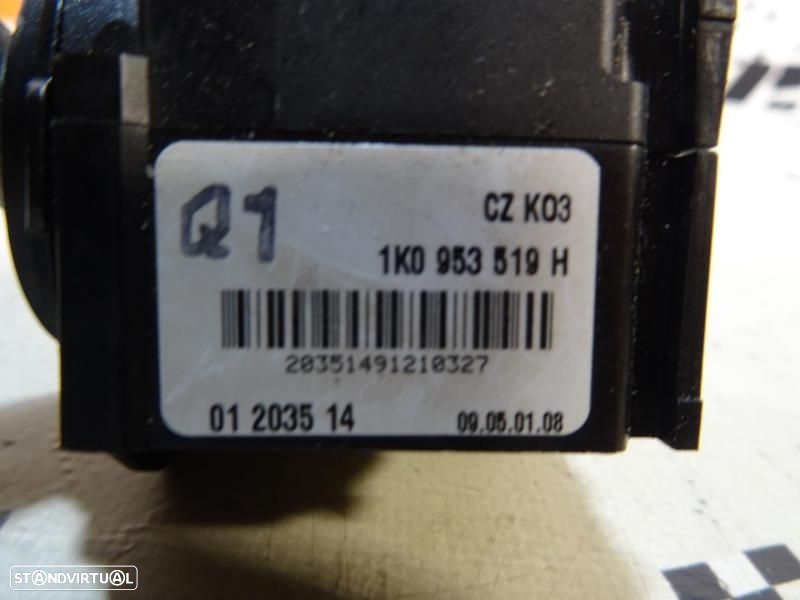 Q1
CZ K03
1K0 953 519 H
20351491210327
01 2035 14
09.05.01.08
STANDVIRTUAL